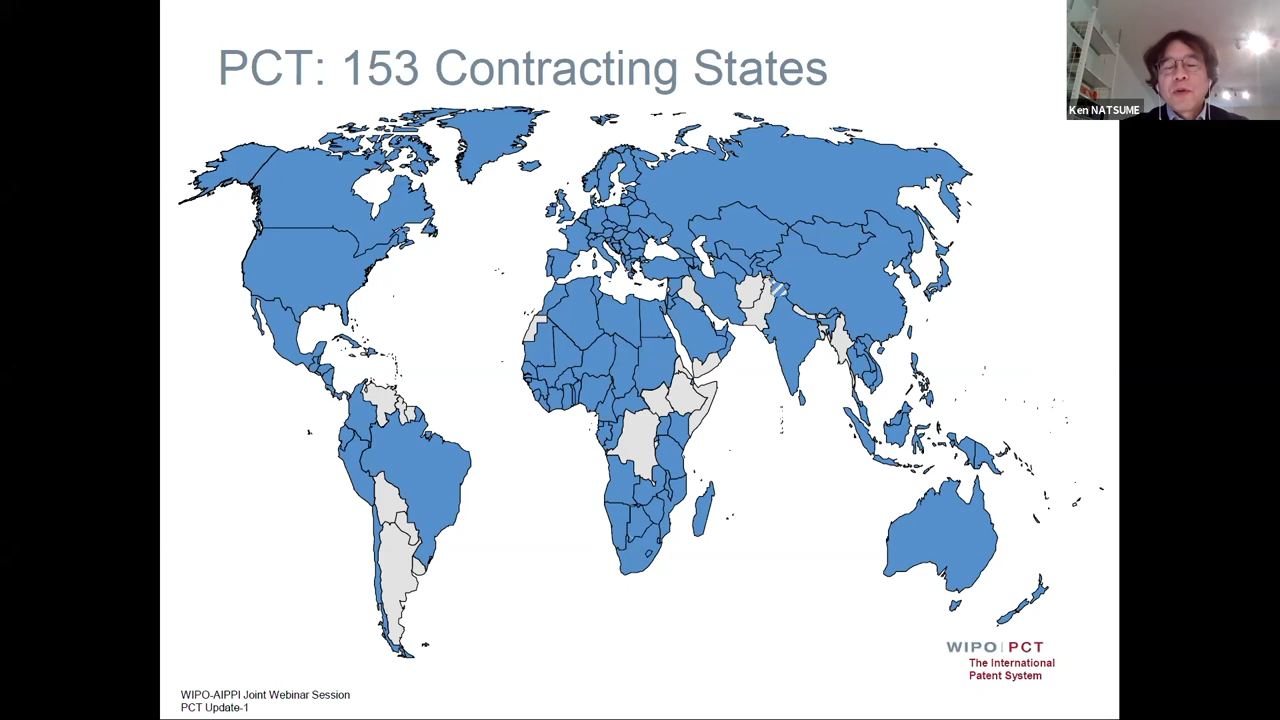 PCT: 153 Contracting States
Ken NATSUME
WIPO | PCT
The International
Patent System
WIPO-AIPPI Joint Webinar Session
PCT Update-1